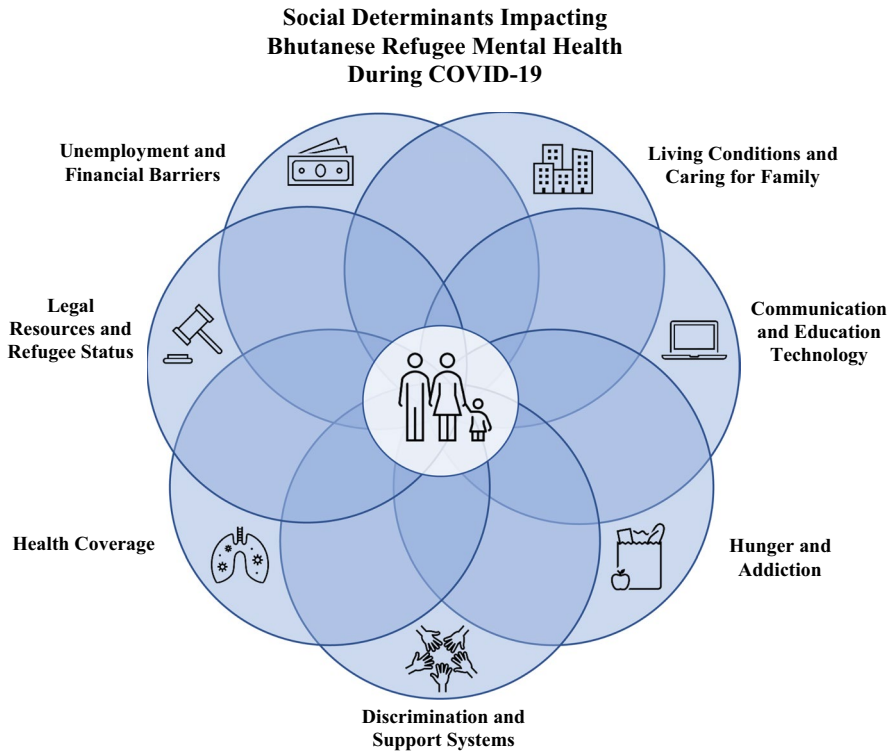 Social Determinants Impacting
Bhutanese Refugee Mental Health
During COVID-19
Unemployment and
Financial Barriers
Living Conditions and
Caring for Family
Legal
Resources and
Refugee Status
Communication
and Education
Technology
Health Coverage
Hunger and
Addiction
Discrimination and
Support Systems